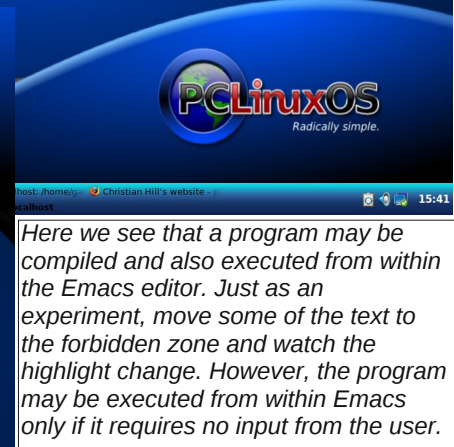 PCLinuxOS
Radically simple.
lhost: /home/ga
Christian Hill's website - p
ocalhost
15:41
Here we see that a program may be
compiled and also executed from within
the Emacs editor. Just as an
experiment, move some of the text to
the forbidden zone and watch the
highlight change. However, the program
may be executed from within Emacs
only if it requires no input from the user.